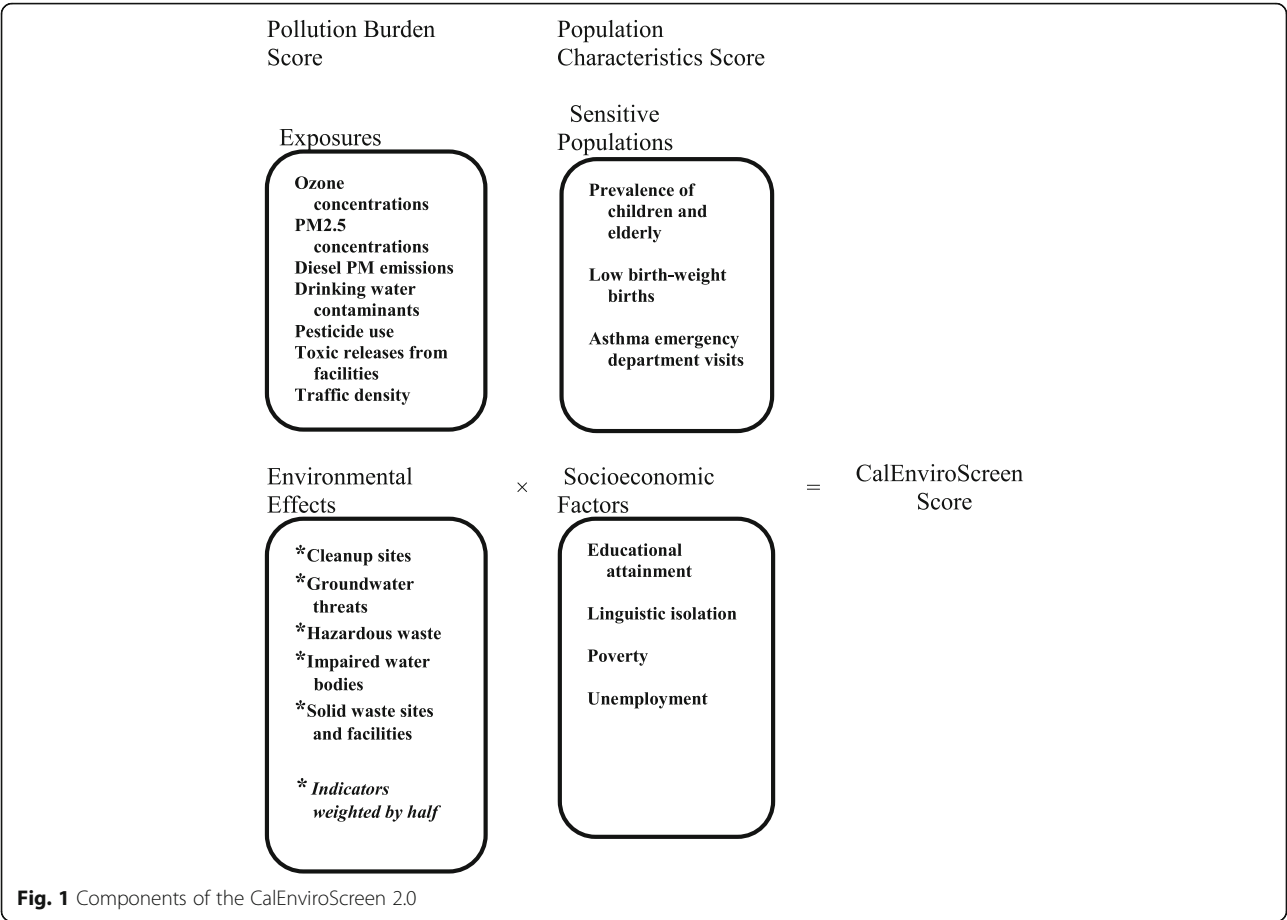 Pollution Burden
Score
Population
Characteristics Score
Exposures
Ozone
concentrations
PM2.5
concentrations
Diesel PM emissions
Drinking water
contaminants
Pesticide use
Toxic releases from
facilities
Traffic density
Sensitive
Populations
Prevalence of
children and
elderly
Low birth-weight
births
Asthma emergency
department visits
Environmental
Effects
*Cleanup sites
*Groundwater
threats
*Hazardous waste
*Impaired water
bodies
*Solid waste sites
and facilities
* Indicators
weighted by half
×
Socioeconomic
Factors
Educational
attainment
Linguistic isolation
Poverty
Unemployment
=
CalEnviroScreen
Score
Fig. 1 Components of the CalEnviroScreen 2.0